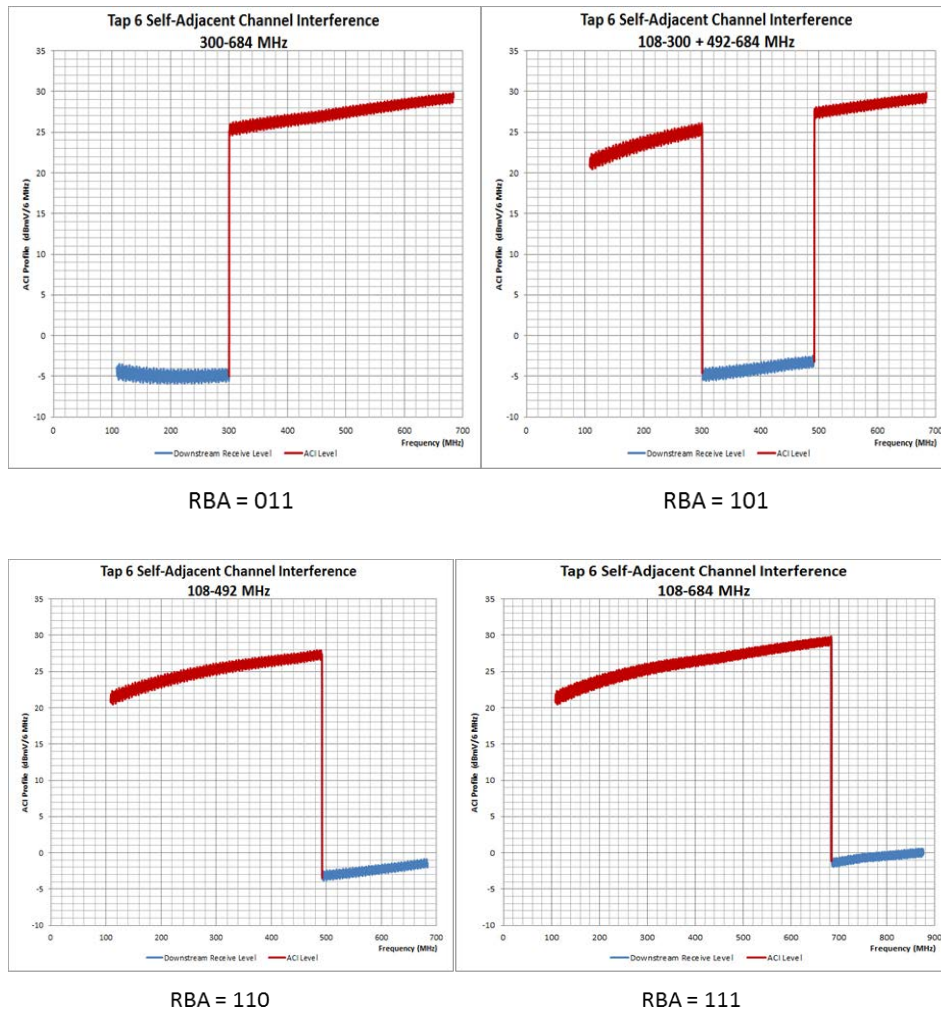 Tap 6 Self-Adjacent Channel Interference
300-684 MHz
35
30
25
20
15
10
5
0
-5
-10
ACI Profile (dBmV/6 MHz)
0 100 200 300 400 500 600 700
Frequency (MHz)
Downstream Receive Level ACI Level
RBA = 011
Tap 6 Self-Adjacent Channel Interference
108-300 + 492-684 MHz
35
30
25
20
15
10
5
0
-5
-10
ACI Profile (dBmV/6 MHz)
0 100 200 300 400 500 600 700
Frequency (MHz)
Downstream Receive Level ACI Level
RBA = 101
Tap 6 Self-Adjacent Channel Interference
108-492 MHz
35
30
25
20
15
10
5
0
-5
-10
ACI Profile (dBmV/6 MHz)
0 100 200 300 400 500 600 700
Frequency (MHz)
Downstream Receive Level ACI Level
RBA = 110
Tap 6 Self-Adjacent Channel Interference
108-684 MHz
35
30
25
20
15
10
5
0
-5
-10
ACI Profile (dBmV/6 MHz)
0 100 200 300 400 500 600 700 800 900
Frequency (MHz)
Downstream Receive Level ACI Level
RBA = 111